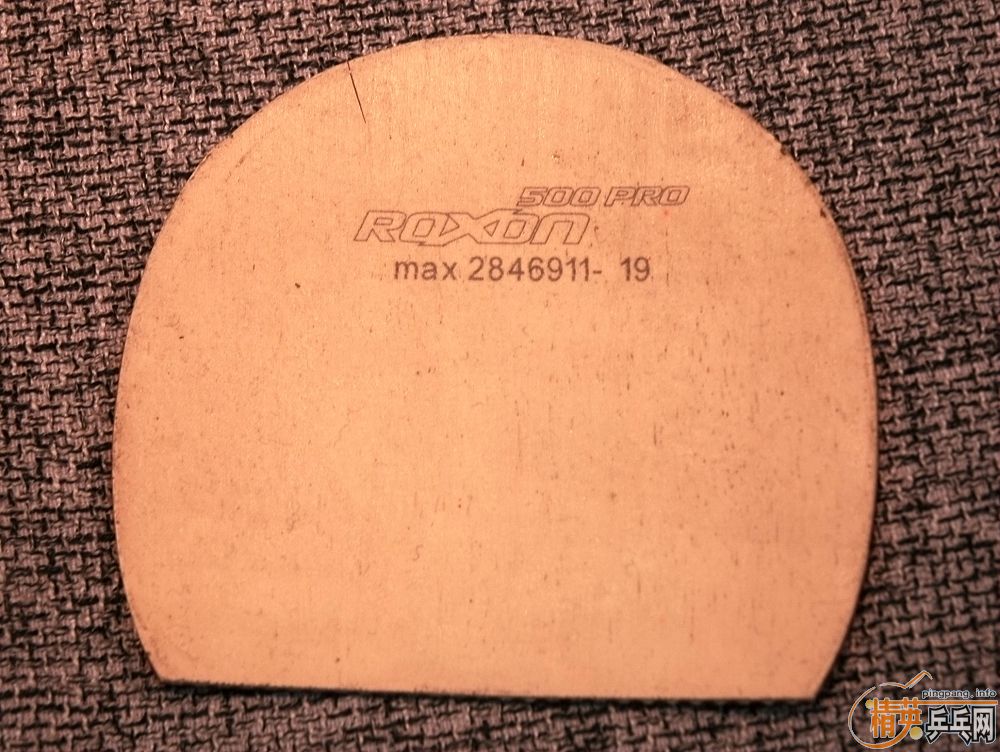 500 PRO
ROXON
max 2846911- 19
pingpang.info
精英乒乓网